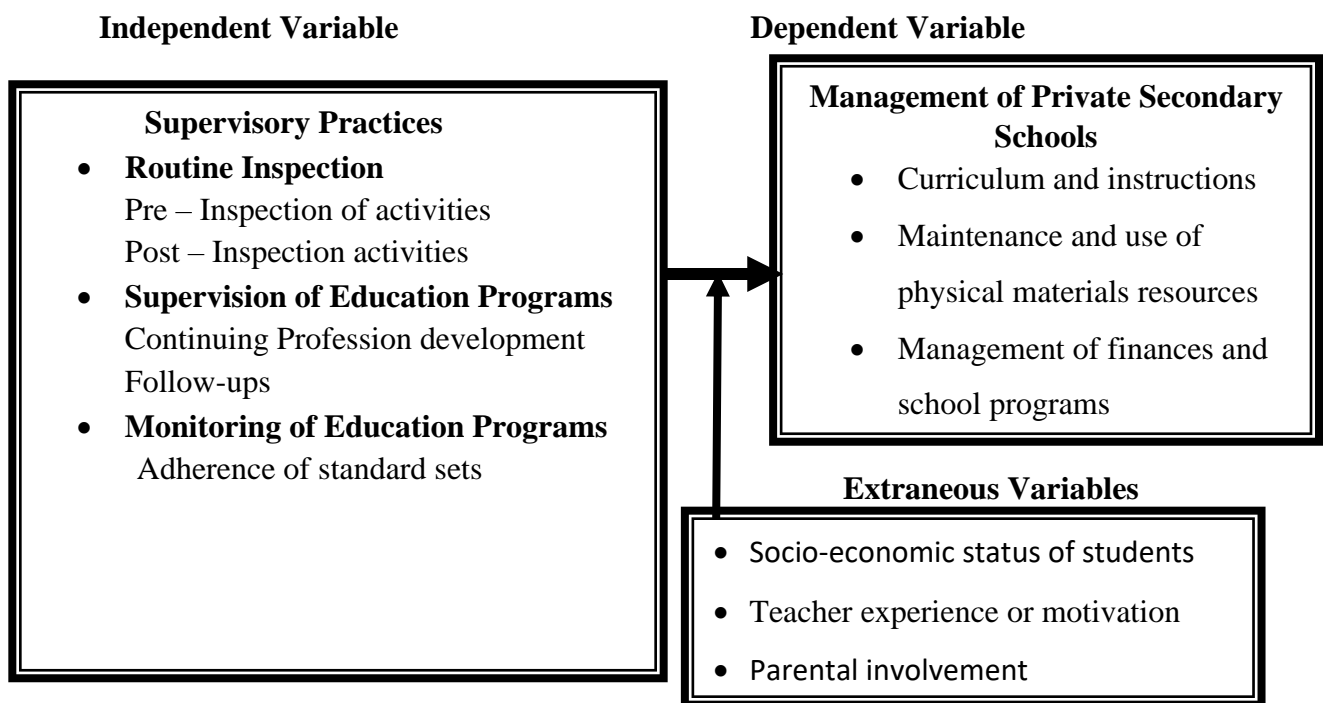 Independent Variable
Supervisory Practices
• Routine Inspection
Pre – Inspection of activities
Post – Inspection activities
• Supervision of Education Programs
Continuing Profession development
Follow-ups
• Monitoring of Education Programs
Adherence of standard sets
Dependent Variable
Management of Private Secondary
Schools
• Curriculum and instructions
• Maintenance and use of
physical materials resources
• Management of finances and
school programs
Extraneous Variables
• Socio-economic status of students
• Teacher experience or motivation
• Parental involvement